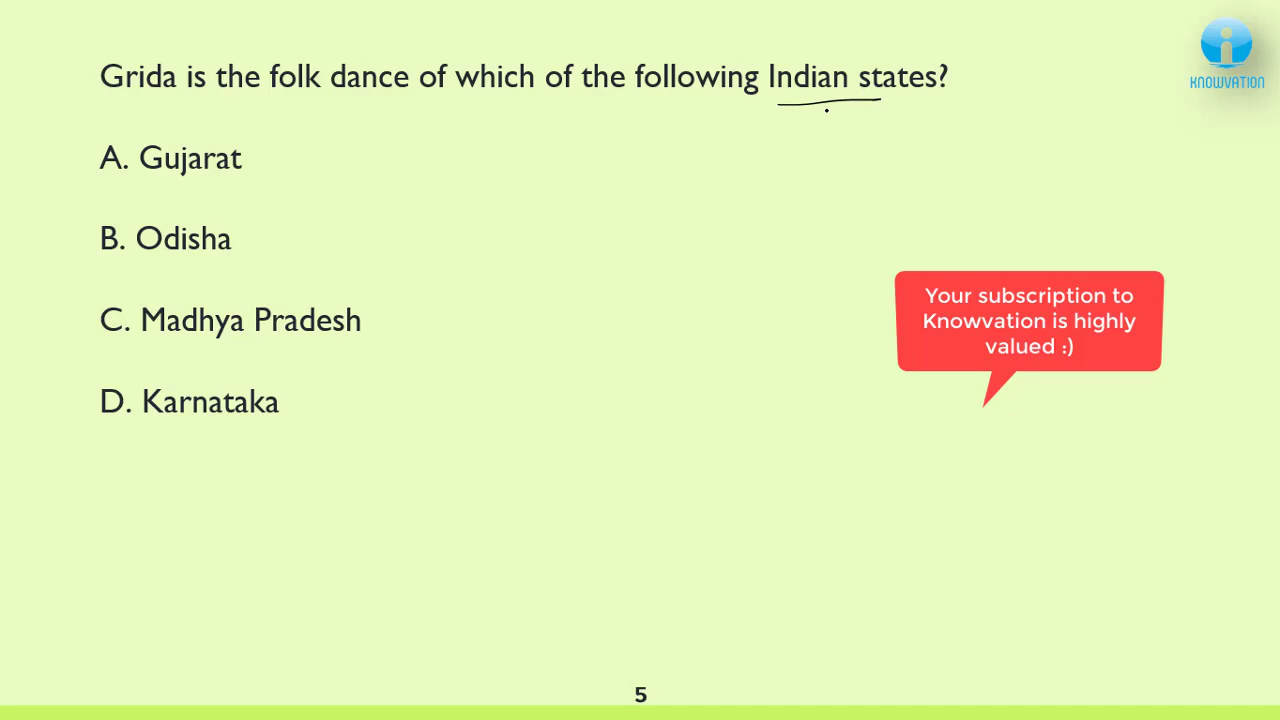 Grida is the folk dance of which of the following Indian states?
A. Gujarat
B. Odisha
C. Madhya Pradesh
D. Karnataka
KNOWVATION
Your subscription to
Knowvation is highly
valued :)
5